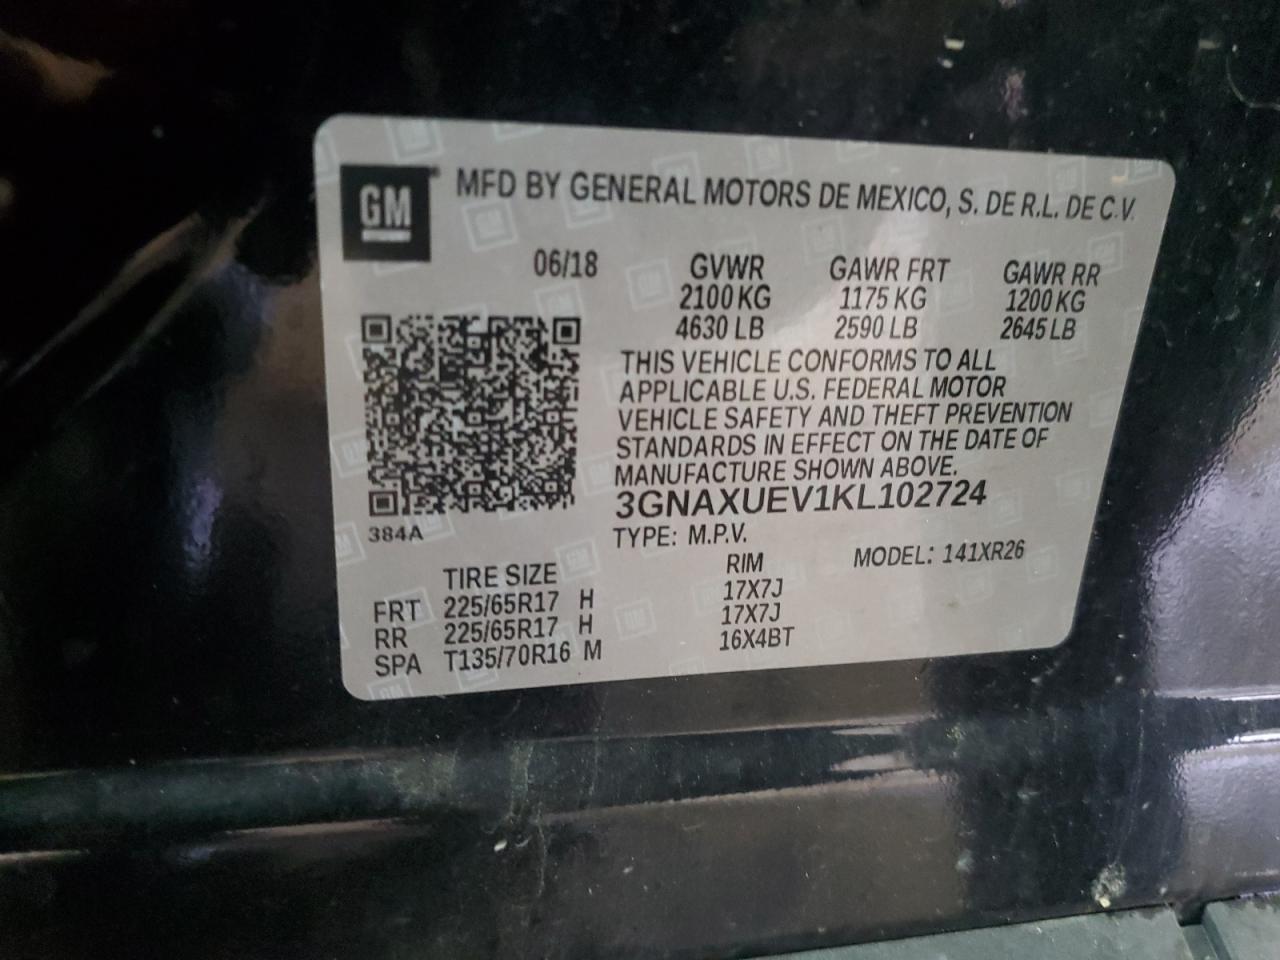 GM
MFD BY GENERAL MOTORS DE MEXICO, S. DE R.L. DE C.V.
06/18 GVWR GAWR FRT GAWR RR
2100 KG 1175 KG 1200 KG
4630 LB 2590 LB 2645 LB
THIS VEHICLE CONFORMS TO ALL
APPLICABLE U.S. FEDERAL MOTOR
VEHICLE SAFETY AND THEFT PREVENTION
STANDARDS IN EFFECT ON THE DATE OF
MANUFACTURE SHOWN ABOVE.
3GNAXUEV1KL102724
384A
TYPE: M.P.V. MODEL: 141XR26
TIRE SIZE RIM
FRT 225/65R17 H 17X7J
RR 225/65R17 H 17X7J
SPA T135/70R16 M 16X4BT